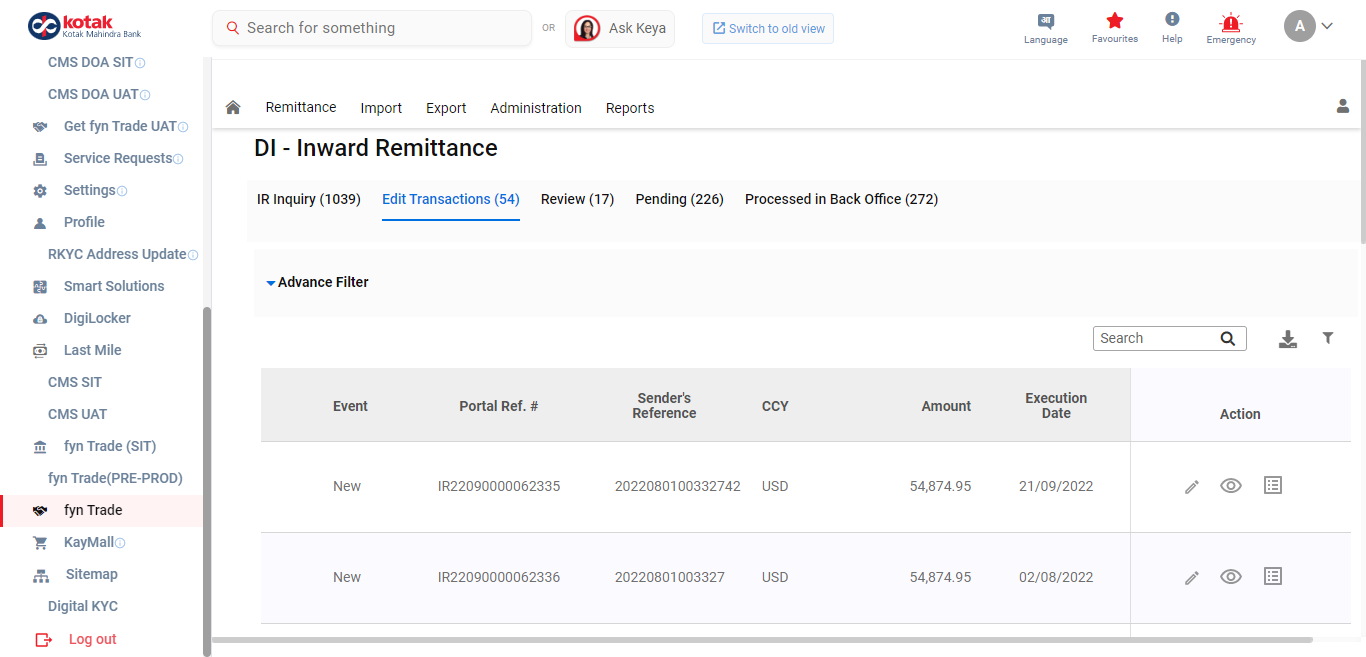 kotak
Kotak Mahindra Bank
Search for something
OR
Ask Keya
Switch to old view
Language
Favourites
Help
Emergency
A
CMS DOA SIT
CMS DOA UAT
Get fyn Trade UAT
Service Requests
Settings
Profile
RKYC Address Update
Smart Solutions
DigiLocker
Last Mile
CMS SIT
CMS UAT
fyn Trade (SIT)
fyn Trade(PRE-PROD)
fyn Trade
KayMall
Sitemap
Digital KYC
Log out
Remittance Import Export Administration Reports
DI - Inward Remittance
IR Inquiry (1039) Edit Transactions (54) Review (17) Pending (226) Processed in Back Office (272)
Advance Filter
Search
Event Portal Ref. # Sender's Reference CCY Amount Execution Date Action
New IR22090000062335 2022080100332742 USD 54,874.95 21/09/2022
New IR22090000062336 20220801003327 USD 54,874.95 02/08/2022